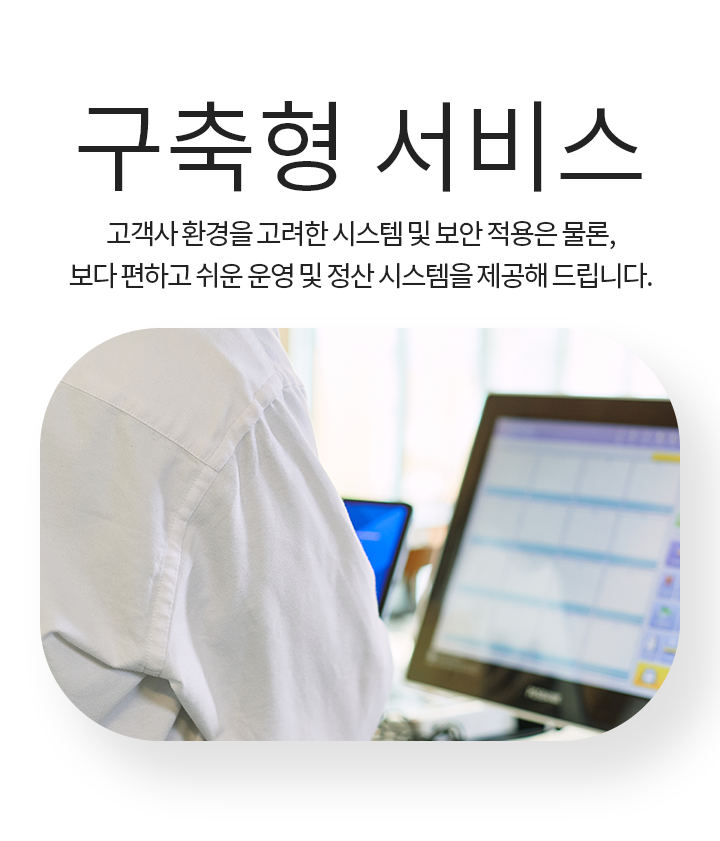 구축형 서비스
고객사 환경을 고려한 시스템 및 보안 적용은 물론,
보다 편하고 쉬운 운영 및 정산 시스템을 제공해 드립니다.